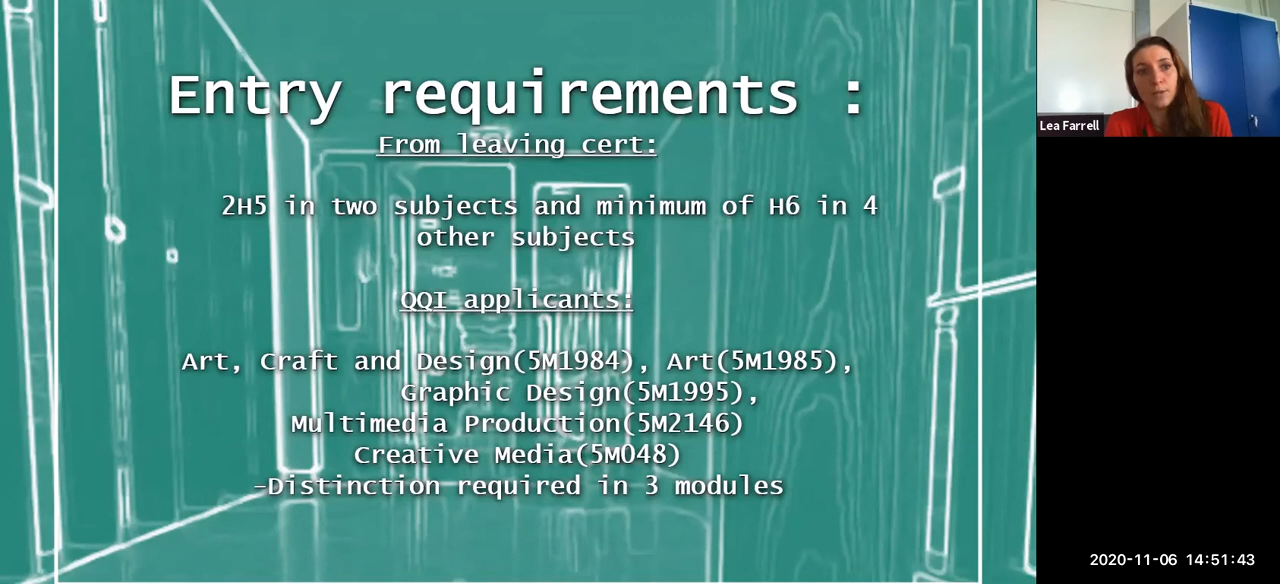 Entry requirements :
From leaving cert:
2H5 in two subjects and minimum of H6 in 4
other subjects
QQI applicants:
Art, Craft and Design(5M1984), Art(5M1985),
Graphic Design(5M1995),
Multimedia Production(5M2146)
Creative Media(5M048)
-Distinction required in 3 modules
Lea Farrell
2020-11-06 14:51:43